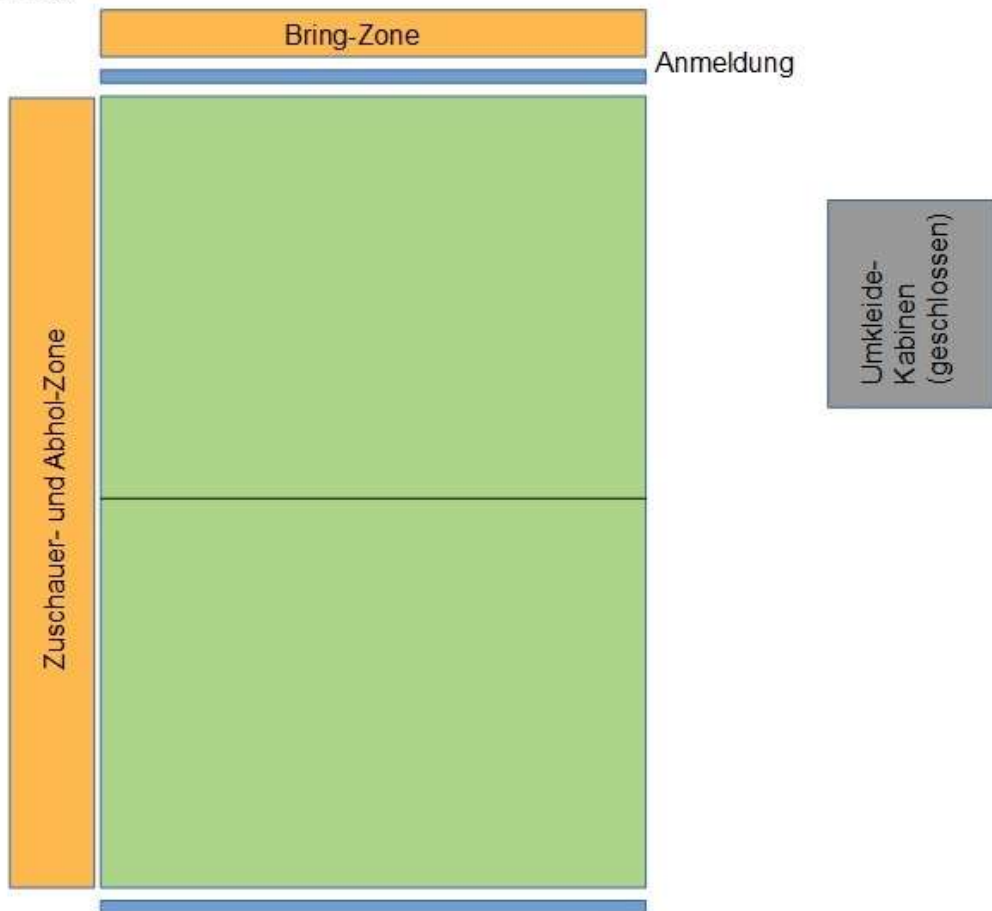 Bring-Zone
Anmeldung
Umkleide-
Kabinen
(geschlossen)
Zuschauer- und Abhol-Zone